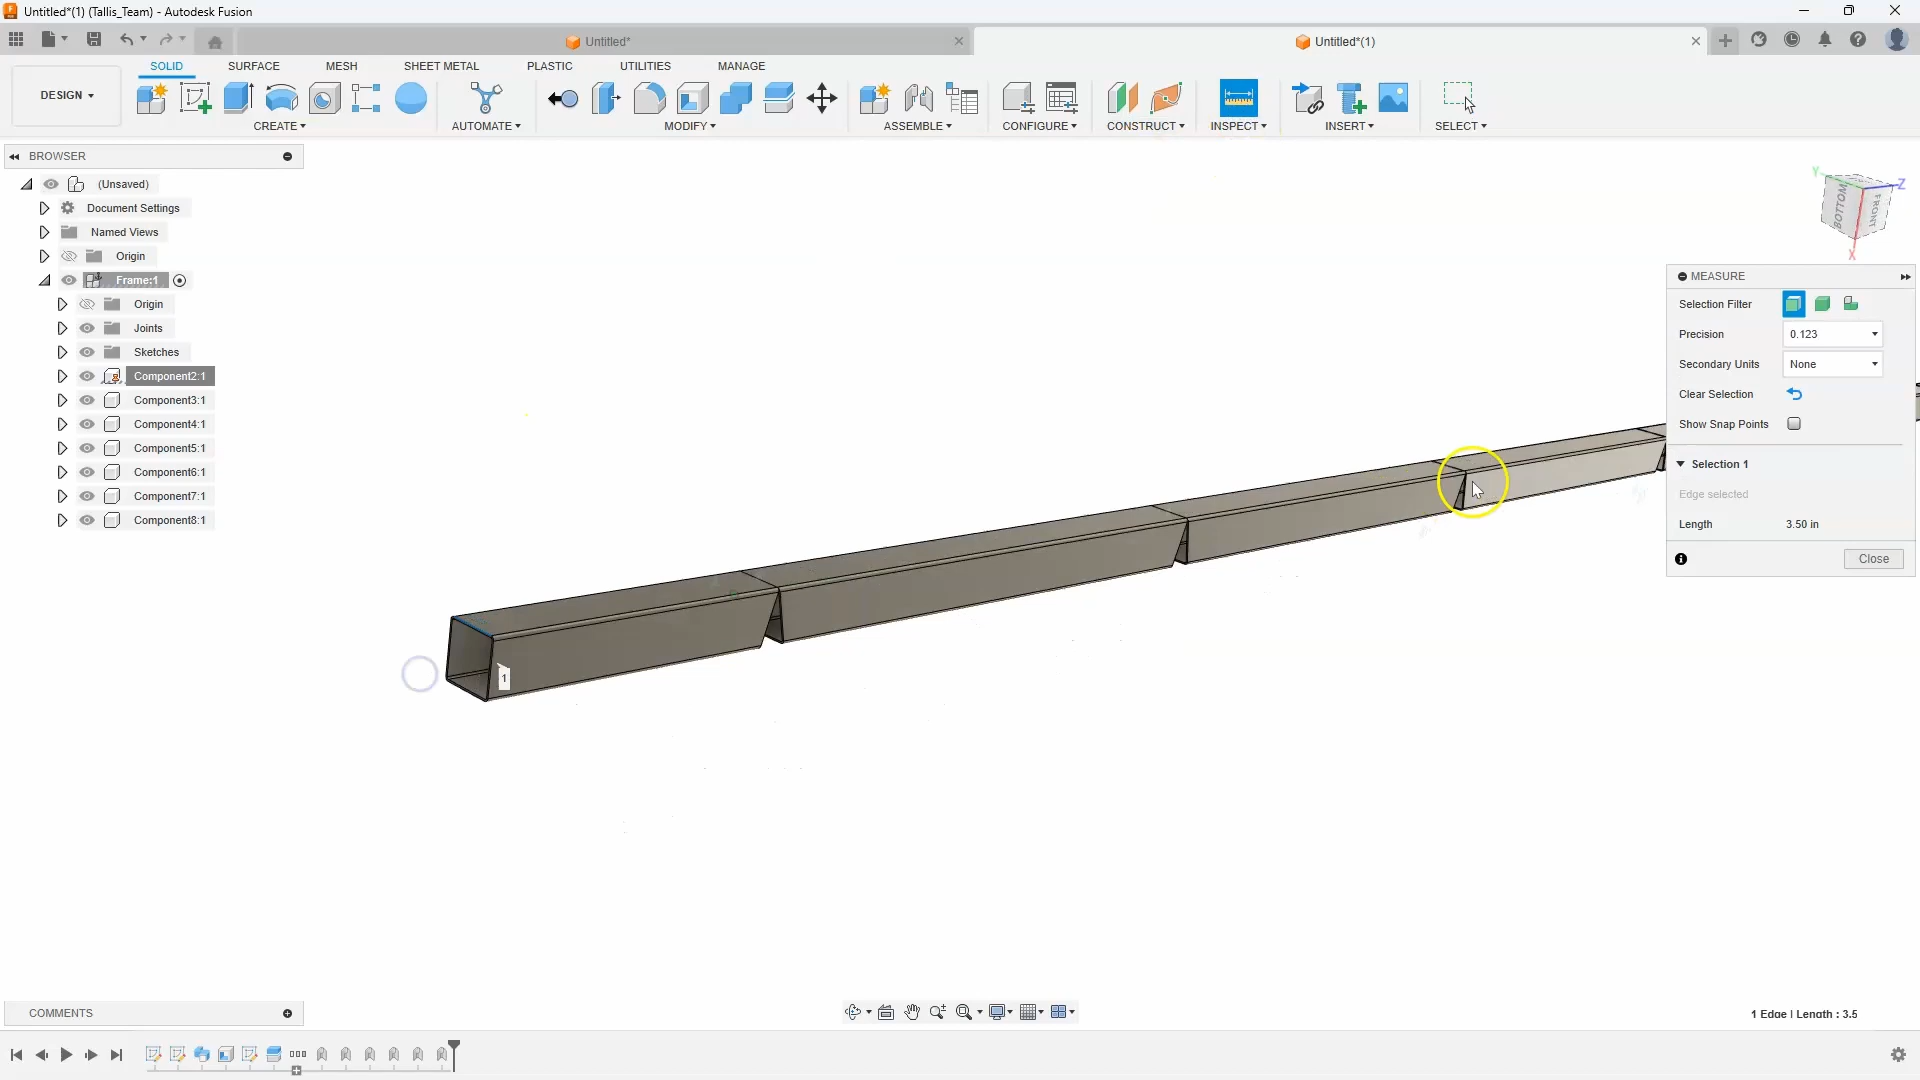 Untitled*(1) (Tallis_Team) - Autodesk Fusion
Untitled*
Untitled*(1)
DESIGN
SOLID
SURFACE
MESH
SHEET METAL
PLASTIC
UTILITIES
MANAGE
CREATE
AUTOMATE
MODIFY
ASSEMBLE
CONFIGURE
CONSTRUCT
INSPECT
INSERT
SELECT
BROWSER
(Unsaved)
Document Settings
Named Views
Origin
Frame:1
Origin
Joints
Sketches
Component2:1
Component3:1
Component4:1
Component5:1
Component6:1
Component7:1
Component8:1
Y
Z
BOTTOM
FRONT
X
MEASURE
Selection Filter
Precision
0.123
Secondary Units
None
Clear Selection
Show Snap Points
Selection 1
Edge selected
Length
3.50 in
Close
1
COMMENTS
1 Edge | Length : 3.5